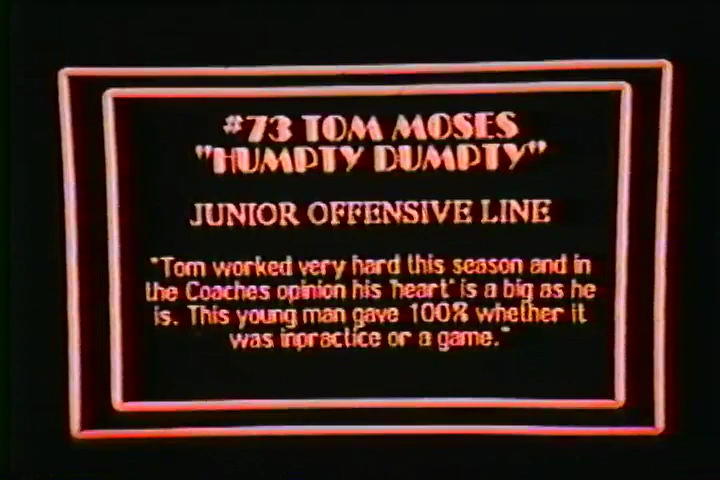 #73 TOM MOSES
"HUMPTY DUMPTY"
JUNIOR OFFENSIVE LINE
"Tom worked very hard this season and in
the Coaches opinion his 'heart' is a big as he
is. This young man gave 100% whether it
was inpractice or a game."